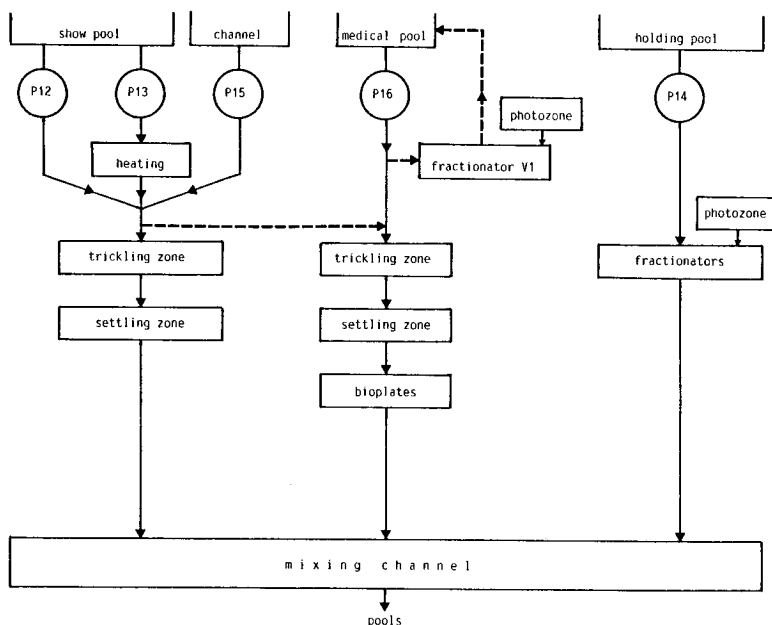 show pool
channel
medical pool
holding pool
P12
P13
P15
P16
P14
photozone
heating
fractionator V1
photozone
trickling zone
trickling zone
fractionators
settling zone
settling zone
bioplates
mixing channel
pools